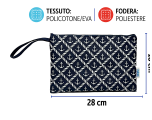 TESSUTO:
POLICOTONE/EVA
FODERA:
POLIESTERE
28 cm